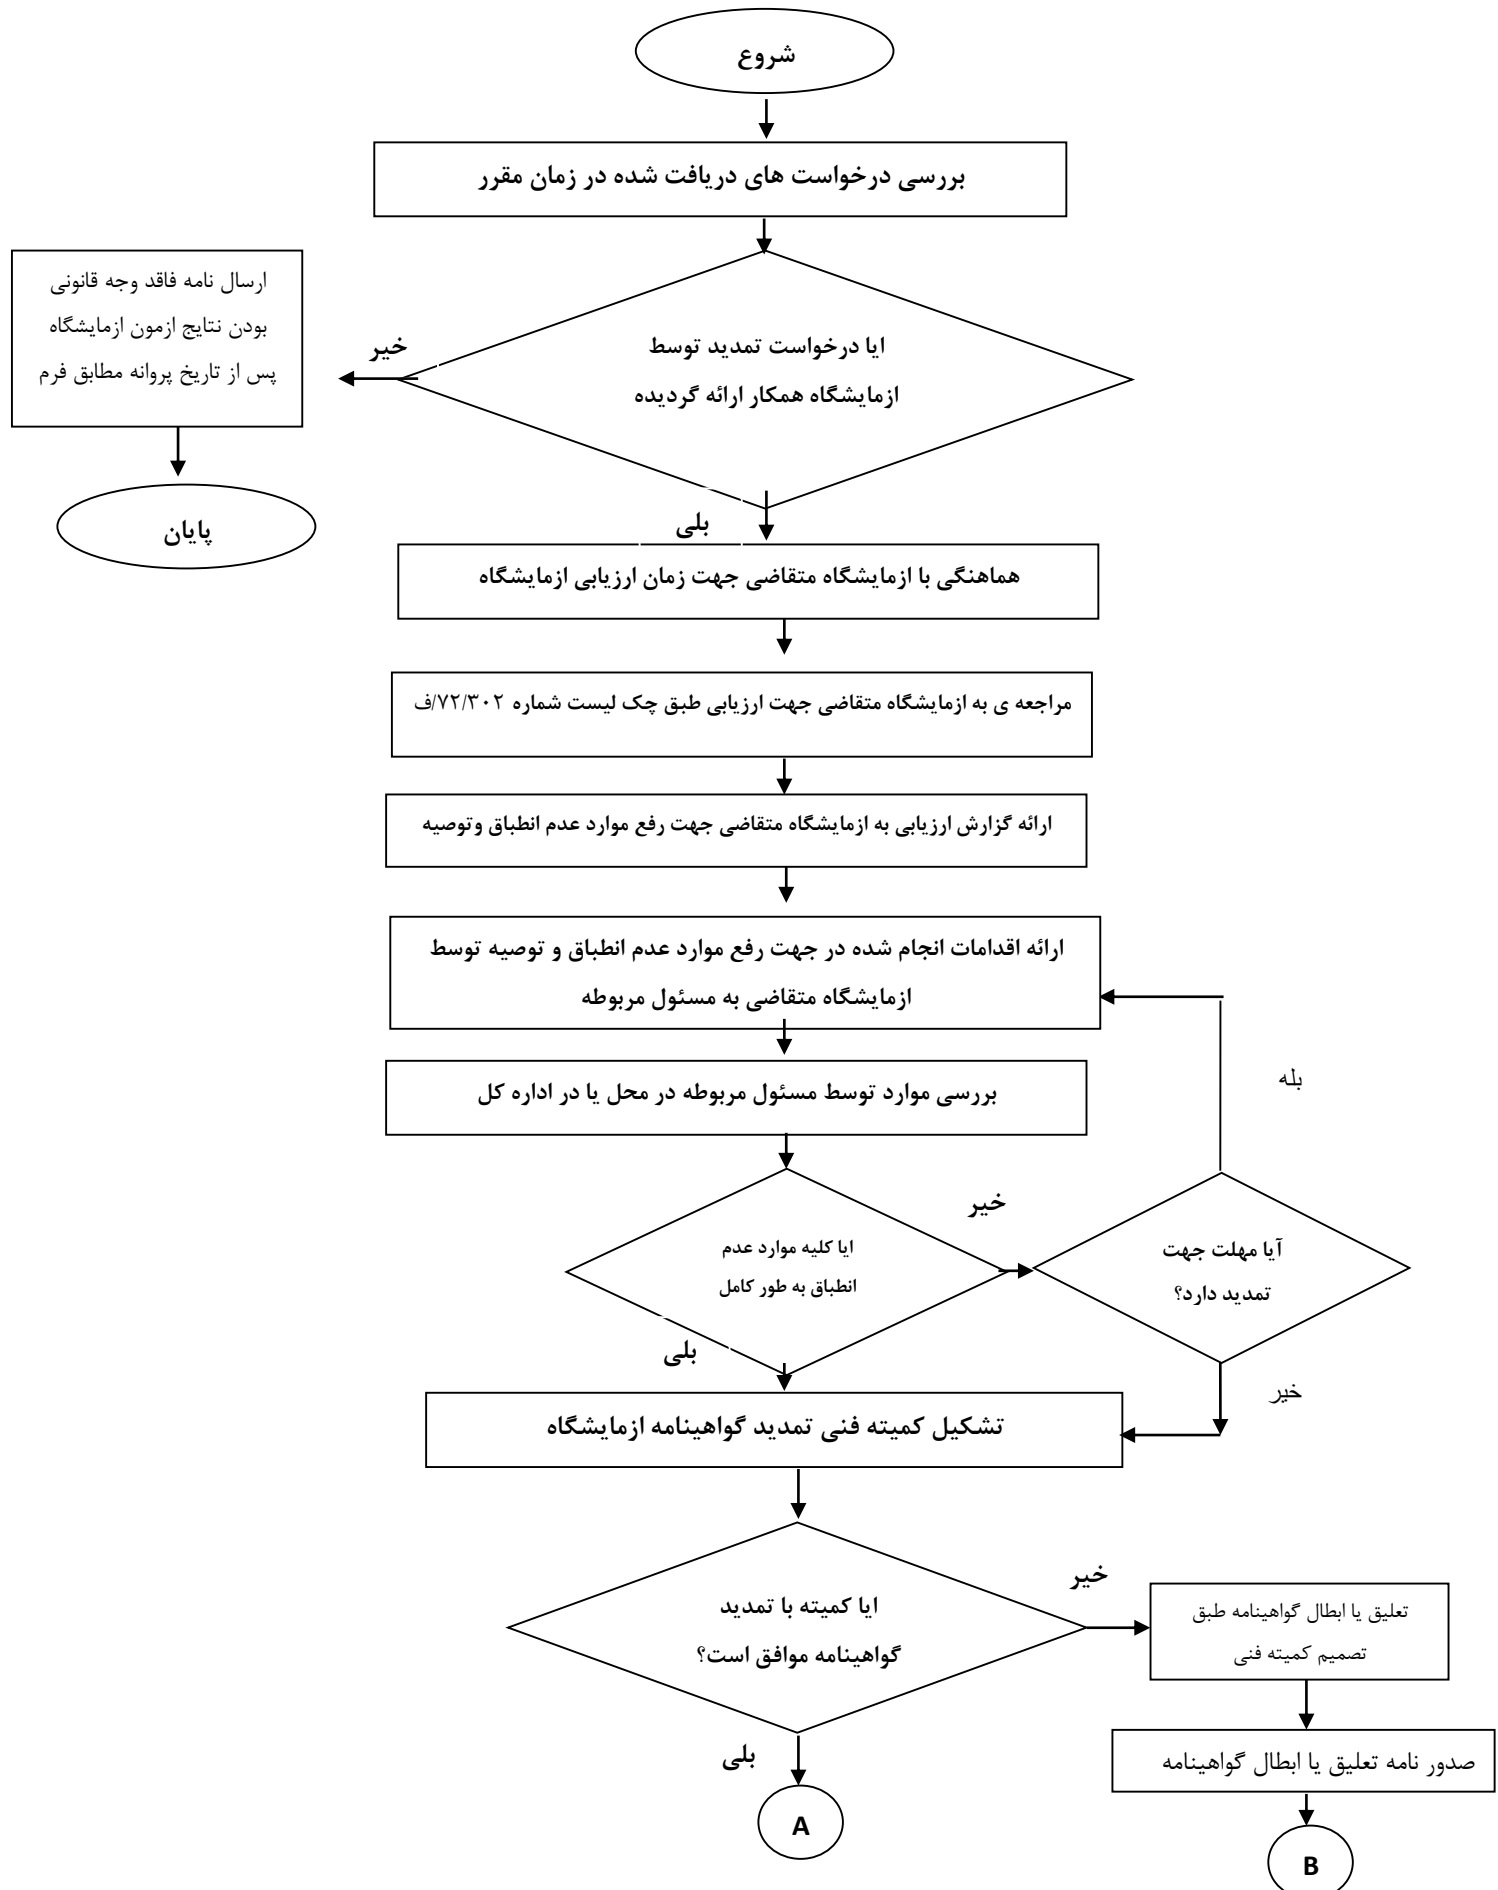 شروع
بررسی درخواست های دریافت شده در زمان مقرر
ارسال نامه فاقد وجه قانونی
بودن نتایج ازمون ازمایشگاه
پس از تاریخ پروانه مطابق فرم
خیر
ایا درخواست تمدید توسط
ازمایشگاه همکار ارائه گردیده
پایان
بلی
هماهنگی با ازمایشگاه متقاضی جهت زمان ارزیابی ازمایشگاه
مراجعه ی به ازمایشگاه متقاضی جهت ارزیابی طبق چک لیست شماره ۷۲/۳۰۲/ف
ارائه گزارش ارزیابی به ازمایشگاه متقاضی جهت رفع موارد عدم انطباق وتوصیه
ارائه اقدامات انجام شده در جهت رفع موارد عدم انطباق و توصیه توسط
ازمایشگاه متقاضی به مسئول مربوطه
بله
بررسی موارد توسط مسئول مربوطه در محل یا در اداره کل
خیر
ایا کلیه موارد عدم
انطباق به طور کامل
آیا مهلت جهت
تمدید دارد؟
بلی
خیر
تشکیل کمیته فنی تمدید گواهینامه ازمایشگاه
خیر
ایا کمیته با تمدید
گواهینامه موافق است؟
تعلیق یا ابطال گواهینامه طبق
تصمیم کمیته فنی
بلی
صدور نامه تعلیق یا ابطال گواهینامه
A
B